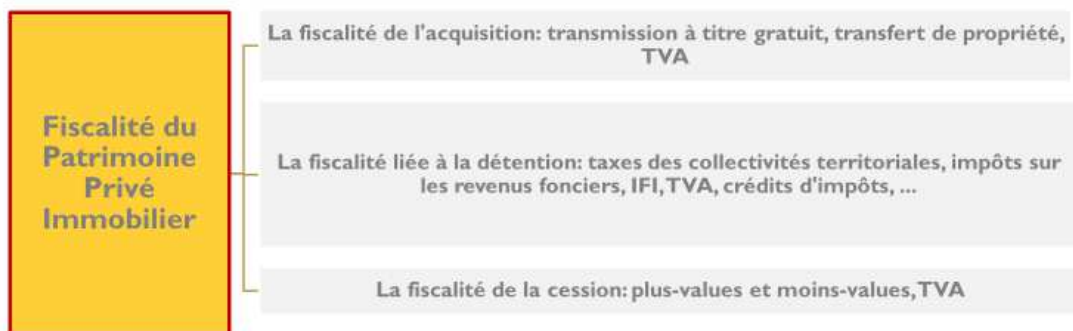 Fiscalité du
Patrimoine
Privé
Immobilier
La fiscalité de l'acquisition: transmission à titre gratuit, transfert de propriété,
TVA
La fiscalité liée à la détention: taxes des collectivités territoriales, impôts sur
les revenus fonciers, IFI, TVA, crédits d'impôts, ...
La fiscalité de la cession: plus-values et moins-values, TVA